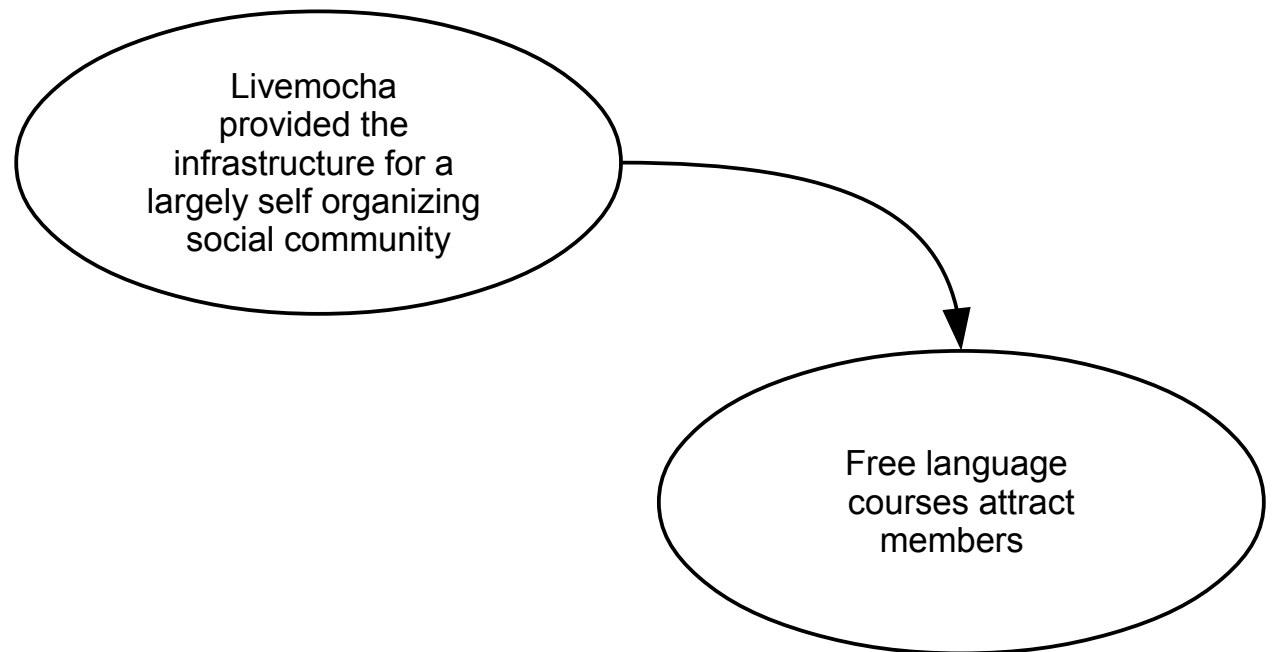 Livemocha
provided the
infrastructure for a
largely self organizing
social community
Free language
courses attract
members